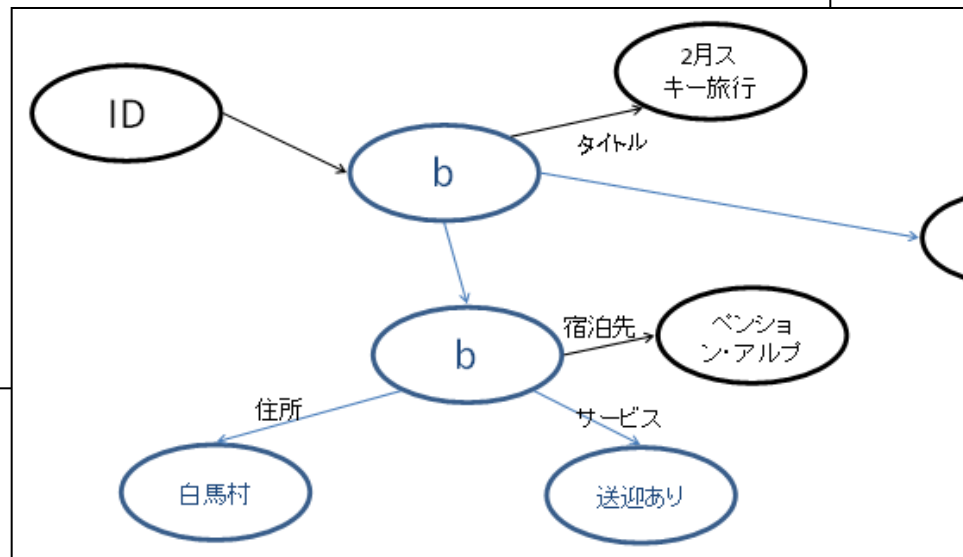 2月ス
キー旅行
ID
タイトル
b
宿泊先
ペンショ
ン・アルプ
b
住所
サービス
白馬村
送迎あり